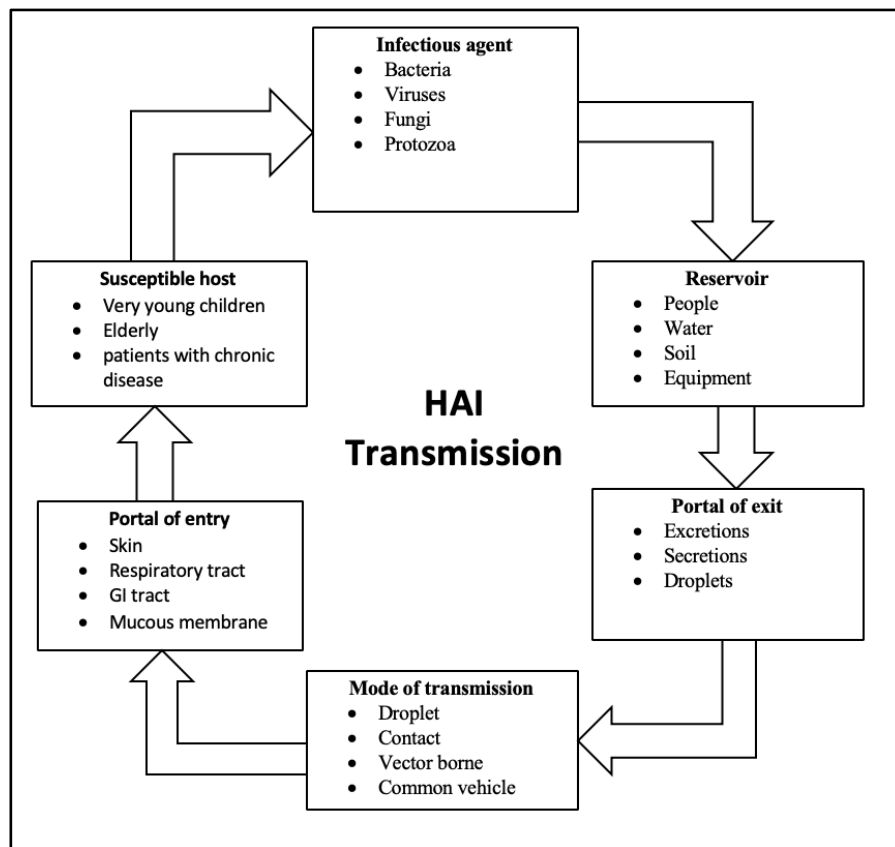 Infectious agent
• Bacteria
• Viruses
• Fungi
• Protozoa
Reservoir
• People
• Water
• Soil
• Equipment
Portal of exit
• Excretions
• Secretions
• Droplets
Mode of transmission
• Droplet
• Contact
• Vector borne
• Common vehicle
Portal of entry
• Skin
• Respiratory tract
• GI tract
• Mucous membrane
Susceptible host
• Very young children
• Elderly
• patients with chronic
disease
HAI
Transmission